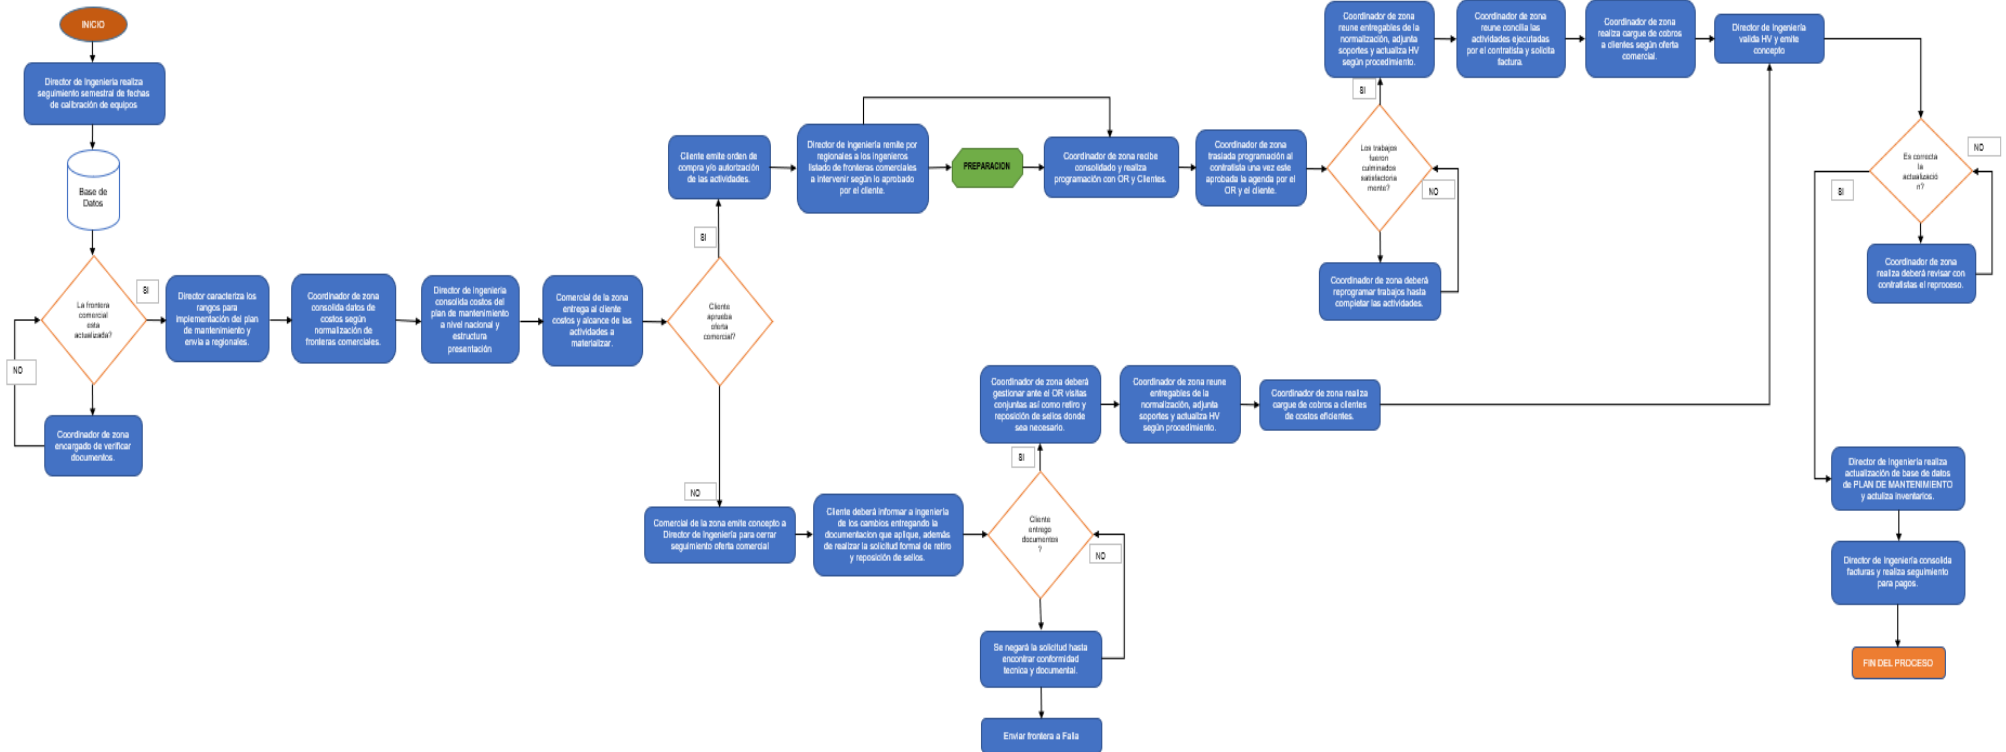 INICIO
Director de Ingenieria realiza
seguimiento semestral de fechas
de calibración de equipos
Base de
Datos
La frontera
comercial
esta
actualizada?
SI
NO
Coordinador de zona
encargado de verificar
documentos.
Director caracteriza los
rangos para
implementación del plan
de mantenimiento y
envia a regionales.
Coordinador de zona
consolida datos de
costos según
normalización de
fronteras comerciales.
Director de Ingenieria
consolida costos del
plan de mantenimiento
a nivel nacional y
estructura
presentación
Comercial de la zona
entrega al cliente
costos y alcance de las
actividades a
materializar.
Cliente
aprueba
oferta
comercial?
SI
Cliente emite orden de
compra y/o autorización
de las actividades.
Director de Ingeniería remite por
regionales a los ingenieros
listado de fronteras comerciales
a intervenir según lo aprobado
por el cliente.
PREPARACION
Coordinador de zona recibe
consolidado y realiza
programación con OR y Clientes.
Coordinador de zona
traslada programación al
contratista una vez este
aprobada la agenda por el
OR y el cliente.
Los trabajos
fueron
culminados
satisfactoria
mente?
NO
Coordinador de zona deberá
reprogramar trabajos hasta
completar las actividades.
SI
Coordinador de zona
reune entregables de la
normalización, adjunta
soportes y actualiza HV
según procedimiento.
Coordinador de zona
reune concilia las
actividades ejecutadas
por el contratista y solicita
factura.
Coordinador de zona
realiza cargue de cobros
a clientes según oferta
comercial.
Director de Ingeniería
valida HV y emite
concepto
Es correcta
la
actualizació
n?
NO
Coordinador de zona
realiza deberá revisar con
contratistas el reproceso.
SI
Director de Ingeniería realiza
actualización de base de datos
de PLAN DE MANTENIMIENTO
y actuliza inventarios.
Director de Ingeniería consolida
facturas y realiza seguimiento
para pagos.
FIN DEL PROCESO
NO
Comercial de la zona emite concepto a
Director de Ingeniería para cerrar
seguimiento oferta comercial
Cliente deberá informar a Ingeniería
de los cambios entregando la
documentacion que aplique, además
de realizar la solicitud formal de retiro
y reposición de sellos.
Cliente
entrego
documentos
?
SI
Coordinador de zona deberá
gestionar ante el OR visitas
conjuntas así como retiro y
reposición de sellos donde
sea necesario.
Coordinador de zona reune
entregables de la
normalización, adjunta
soportes y actualiza HV
según procedimiento.
Coordinador de zona realiza
cargue de cobros a clientes
de costos eficientes.
NO
Se negará la solicitud hasta
encontrar conformidad
tecnica y documental.
Enviar frontera a Falla